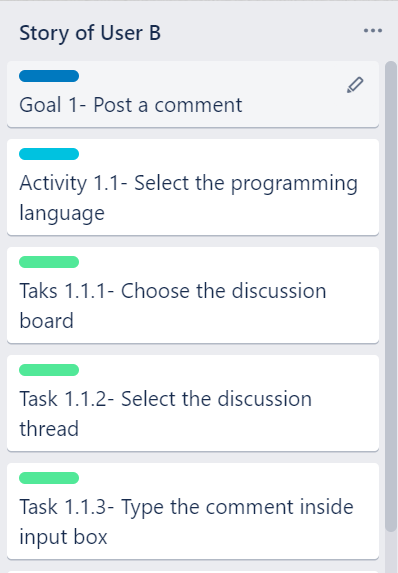 Story of User B
Goal 1- Post a comment
Activity 1.1- Select the programming
language
Taks 1.1.1- Choose the discussion
board
Task 1.1.2- Select the discussion
thread
Task 1.1.3- Type the comment inside
input box